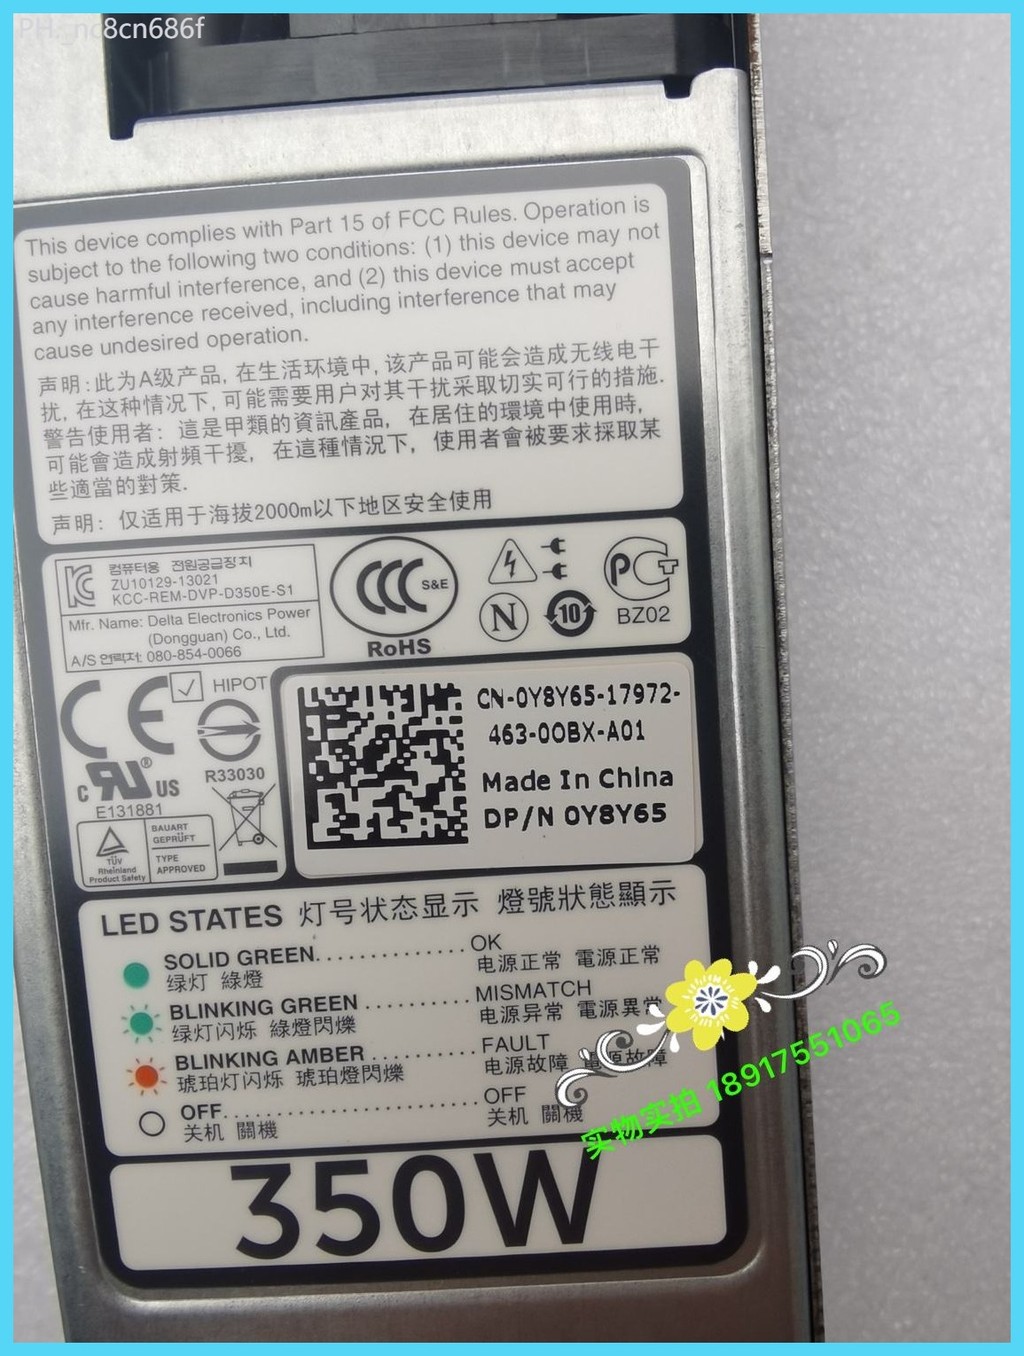 PH:_nc8cn686f
This device complies with Part 15 of FCC Rules. Operation is
subject to the following two conditions: (1) this device may not
cause harmful interference, and (2) this device must accept
any interference received, including interference that may
cause undesired operation.
声明:此为A级产品,在生活环境中,该产品可能会造成无线电干
扰,在这种情况下,可能需要用户对其干扰采取切实可行的措施.
警告使用者: 這是甲類的資訊產品, 在居住的環境中使用時,
可能會造成射頻干擾, 在這種情況下, 使用者會被要求採取某
些適當的對策.
声明: 仅适用于海拔2000m以下地区安全使用
컴퓨터용 전원공급장치
ZU10129-13021
KCC-REM-DVP-D350E-S1
Mfr. Name: Delta Electronics Power
(Dongguan) Co., Ltd.
A/S 연락처: 080-854-0066
CCC S&E
RoHS
N
10
PCT
BZ02
CE
HIPOT
R33030
c RU ® US
E131881
TÜV
Rheinland
Product Safety
BAUART
GEPRÜFT
TYPE
APPROVED
CN-0Y8Y65-17972-
463-00BX-A01
Made In China
DP/N 0Y8Y65
LED STATES 灯号状态显示 燈號狀態顯示
SOLID GREEN..............OK
绿灯 綠燈 电源正常 電源正常
BLINKING GREEN..........MISMATCH
绿灯闪烁 綠燈閃爍 电源异常 電源異常
BLINKING AMBER..........FAULT
琥珀灯闪烁 琥珀燈閃爍 电源故障 電源故障
OFF........................OFF
关机 關機 关机 關機
350W
实物实拍 18917551065